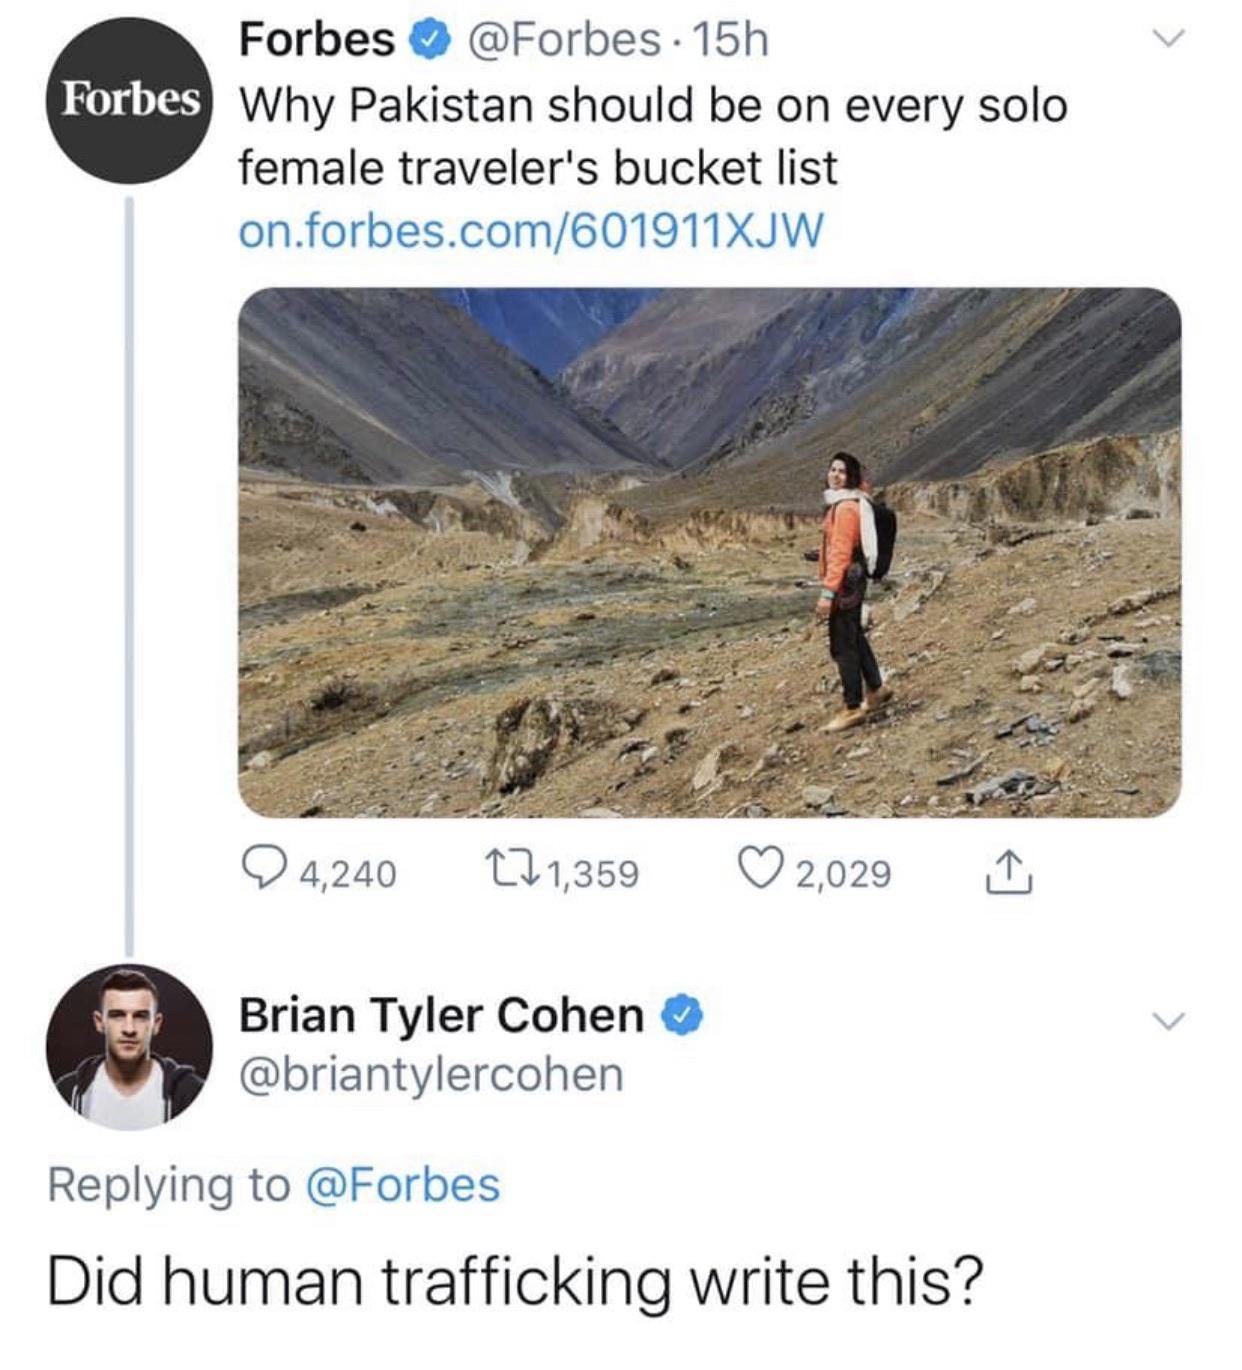 Forbes @Forbes · 15h
Forbes
Why Pakistan should be on every solo
female traveler's bucket list
on.forbes.com/601911XJW
4,240 1,359 2,029
Brian Tyler Cohen
@briantylercohen
Replying to @Forbes
Did human trafficking write this?